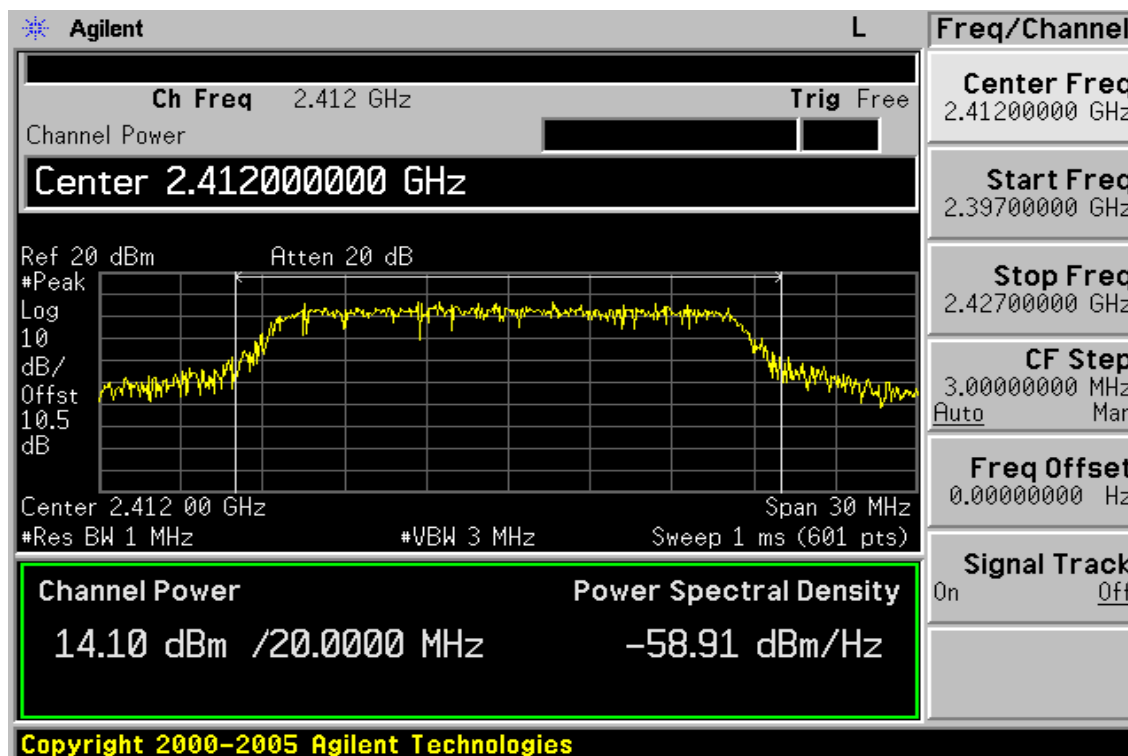 Agilent L Freq/Channel
Ch Freq 2.412 GHz Trig Free
Channel Power
Center 2.412000000 GHz
Ref 20 dBm Atten 20 dB
#Peak
Log
10
dB/
Offst
10.5
dB
Center 2.412 00 GHz Span 30 MHz
#Res BW 1 MHz #VBW 3 MHz Sweep 1 ms (601 pts)
Channel Power Power Spectral Density
14.10 dBm /20.0000 MHz -58.91 dBm/Hz
Center Freq
2.41200000 GHz
Start Freq
2.39700000 GHz
Stop Freq
2.42700000 GHz
CF Step
3.00000000 MHz
Auto Man
Freq Offset
0.00000000 Hz
Signal Track
On Off
Copyright 2000-2005 Agilent Technologies